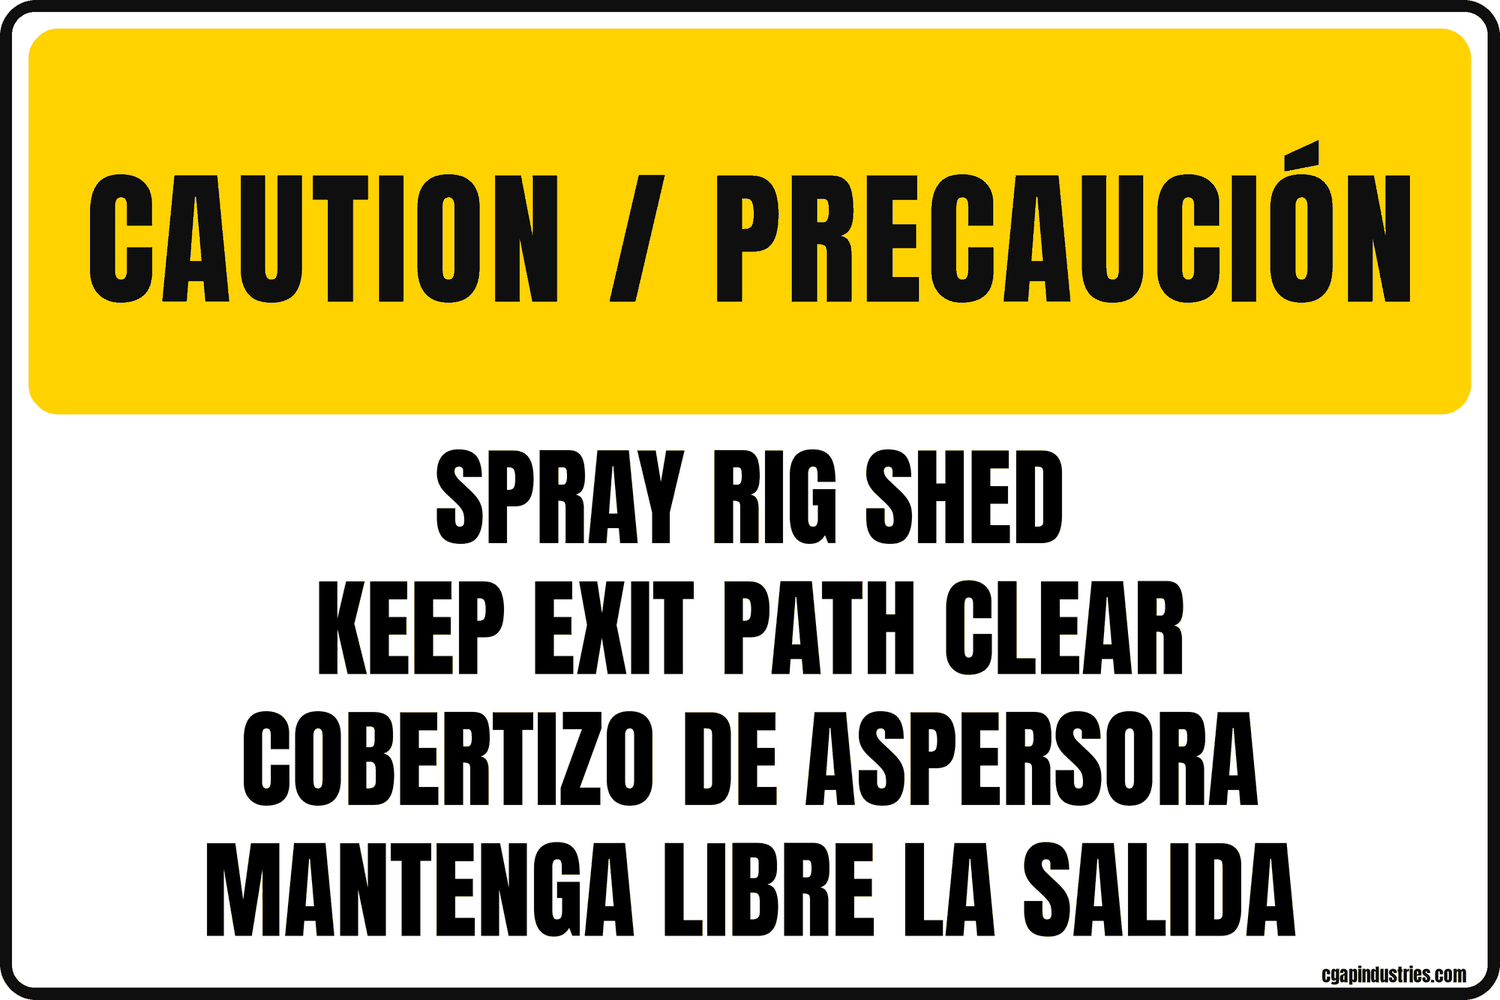 CAUTION / PRECAUCIÓN
SPRAY RIG SHED
KEEP EXIT PATH CLEAR
COBERTIZO DE ASPERSORA
MANTENGA LIBRE LA SALIDA
cgapindustries.com